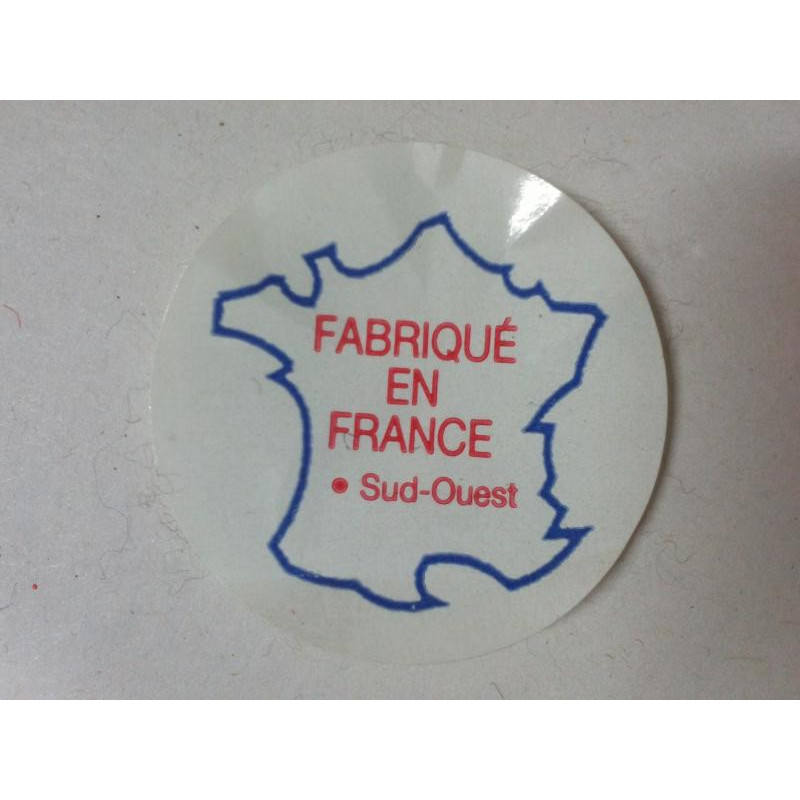 FABRIQUÉ
EN
FRANCE
• Sud-Ouest